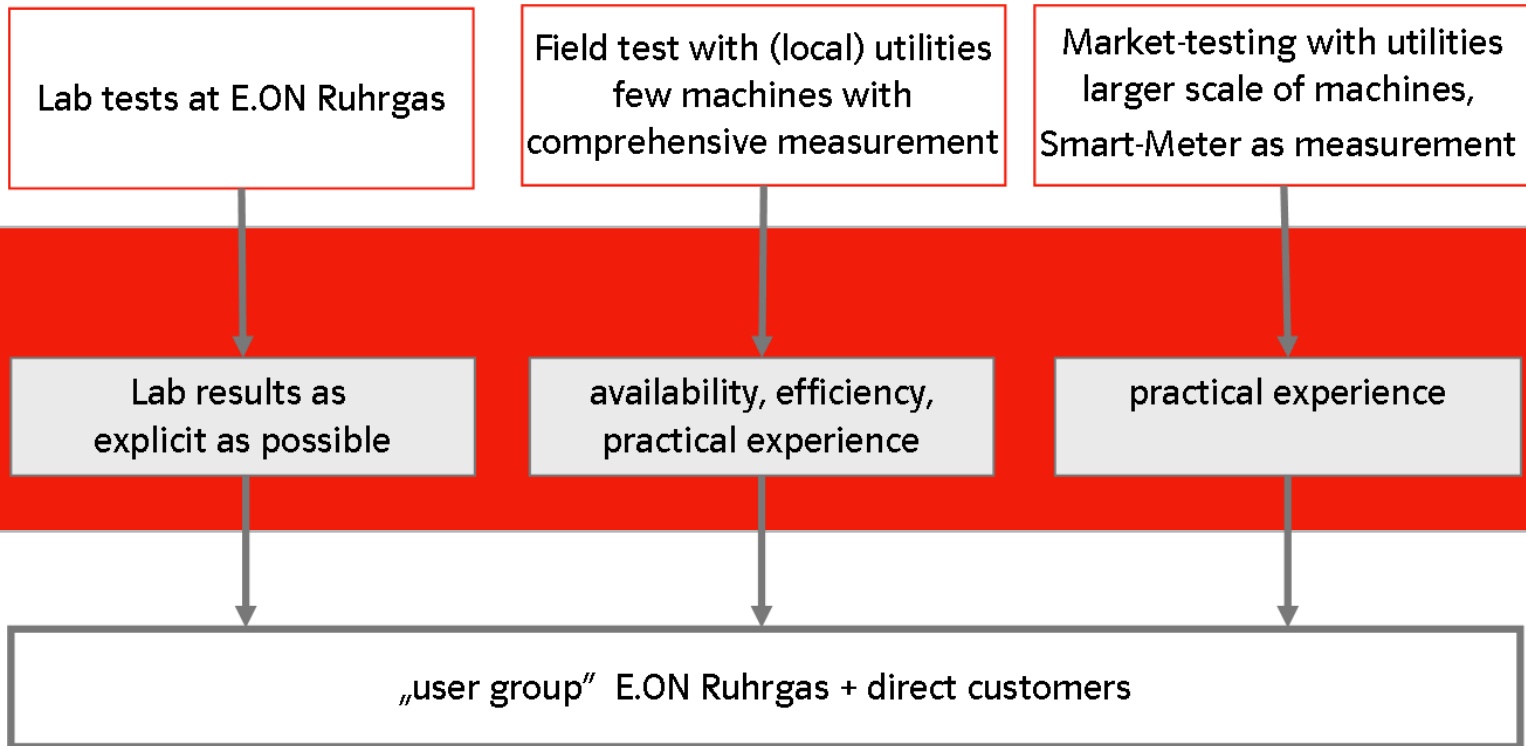 Lab tests at E.ON Ruhrgas
Field test with (local) utilities
few machines with
comprehensive measurement
Market-testing with utilities
larger scale of machines,
Smart-Meter as measurement
Lab results as
explicit as possible
availability, efficiency,
practical experience
practical experience
„user group” E.ON Ruhrgas + direct customers